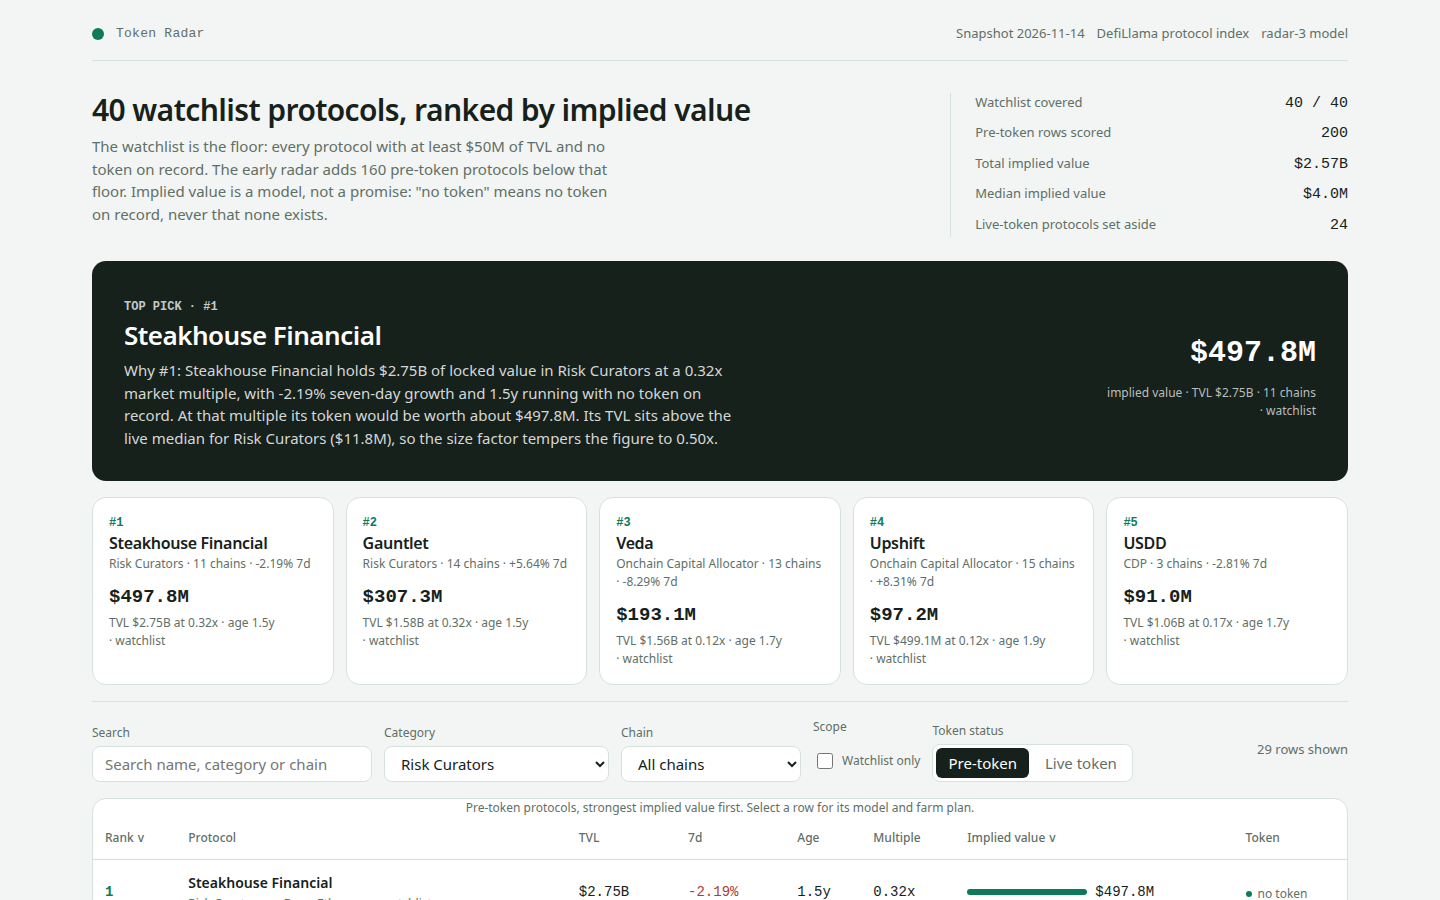 Token Radar
Snapshot 2026-11-14 DefiLlama protocol index radar-3 model
40 watchlist protocols, ranked by implied value
The watchlist is the floor: every protocol with at least $50M of TVL and no
token on record. The early radar adds 160 pre-token protocols below that
floor. Implied value is a model, not a promise: "no token" means no token
on record, never that none exists.
Watchlist covered 40 / 40
Pre-token rows scored 200
Total implied value $2.57B
Median implied value $4.0M
Live-token protocols set aside 24
TOP PICK · #1
Steakhouse Financial
Why #1: Steakhouse Financial holds $2.75B of locked value in Risk Curators at a 0.32x
market multiple, with -2.19% seven-day growth and 1.5y running with no token on
record. At that multiple its token would be worth about $497.8M. Its TVL sits above the
live median for Risk Curators ($11.8M), so the size factor tempers the figure to 0.50x.
$497.8M
implied value · TVL $2.75B · 11 chains
· watchlist
#1
Steakhouse Financial
Risk Curators · 11 chains · -2.19% 7d
$497.8M
TVL $2.75B at 0.32x · age 1.5y
· watchlist
#2
Gauntlet
Risk Curators · 14 chains · +5.64% 7d
$307.3M
TVL $1.58B at 0.32x · age 1.5y
· watchlist
#3
Veda
Onchain Capital Allocator · 13 chains
· -8.29% 7d
$193.1M
TVL $1.56B at 0.12x · age 1.7y
· watchlist
#4
Upshift
Onchain Capital Allocator · 15 chains
· +8.31% 7d
$97.2M
TVL $499.1M at 0.12x · age 1.9y
· watchlist
#5
USDD
CDP · 3 chains · -2.81% 7d
$91.0M
TVL $1.06B at 0.17x · age 1.7y
· watchlist
Search
Search name, category or chain
Category
Risk Curators
Chain
All chains
Scope
Watchlist only
Token status
Pre-token Live token
29 rows shown
Pre-token protocols, strongest implied value first. Select a row for its model and farm plan.
Rank v Protocol TVL 7d Age Multiple Implied value v Token
1 Steakhouse Financial $2.75B -2.19% 1.5y 0.32x $497.8M no token